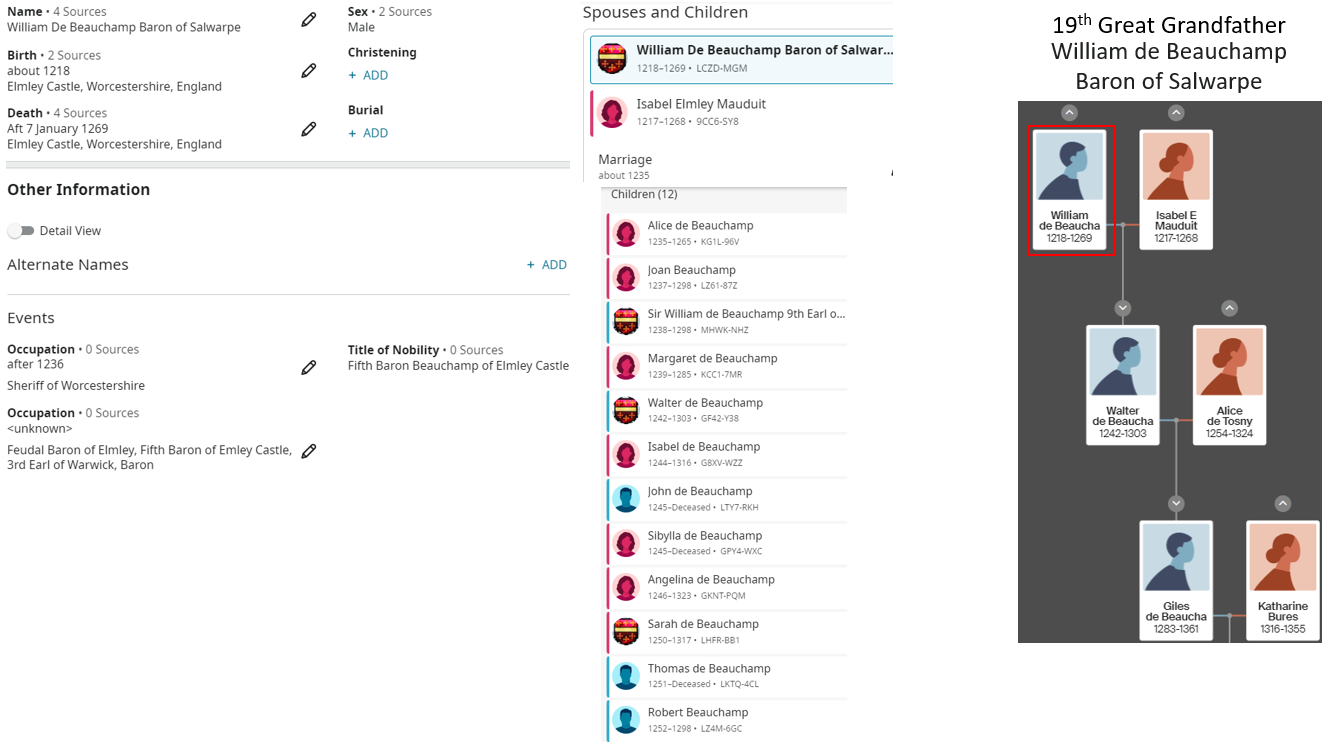 Name • 4 Sources
William De Beauchamp Baron of Salwarpe
Birth • 2 Sources
about 1218
Elmley Castle, Worcestershire, England
Death • 4 Sources
Aft 7 January 1269
Elmley Castle, Worcestershire, England
Sex • 2 Sources
Male
Christening
+ ADD
Burial
+ ADD
Other Information
Detail View
Alternate Names
+ ADD
Events
Occupation • 0 Sources
after 1236
Sheriff of Worcestershire
Occupation • 0 Sources
<unknown>
Feudal Baron of Elmley, Fifth Baron of Emley Castle,
3rd Earl of Warwick, Baron
Title of Nobility • 0 Sources
Fifth Baron Beauchamp of Elmley Castle
Spouses and Children
William De Beauchamp Baron of Salwar...
1218–1269 • LCZD-MGM
Isabel Elmley Mauduit
1217–1268 • 9CC6-SY8
Marriage
about 1235
Children (12)
Alice de Beauchamp
1235–1265 • KG1L-96V
Joan Beauchamp
1237–1298 • LZ61-87Z
Sir William de Beauchamp 9th Earl o...
1238–1298 • MHWK-NHZ
Margaret de Beauchamp
1239–1285 • KCC1-7MR
Walter de Beauchamp
1242–1303 • GF42-Y38
Isabel de Beauchamp
1244–1316 • G8XV-WZZ
John de Beauchamp
1245–Deceased • LTY7-RKH
Sibylla de Beauchamp
1245–Deceased • GPY4-WXC
Angelina de Beauchamp
1246–1323 • GKNT-PQM
Sarah de Beauchamp
1250–1317 • LHFR-BB1
Thomas de Beauchamp
1251–Deceased • LKTQ-4CL
Robert Beauchamp
1252–1298 • LZ4M-6GC
19th Great Grandfather
William de Beauchamp
Baron of Salwarpe
William
de Beaucha
1218-1269
Isabel E
Mauduit
1217-1268
Walter
de Beaucha
1242-1303
Alice
de Tosny
1254-1324
Giles
de Beaucha
1283-1361
Katharine
Bures
1316-1355